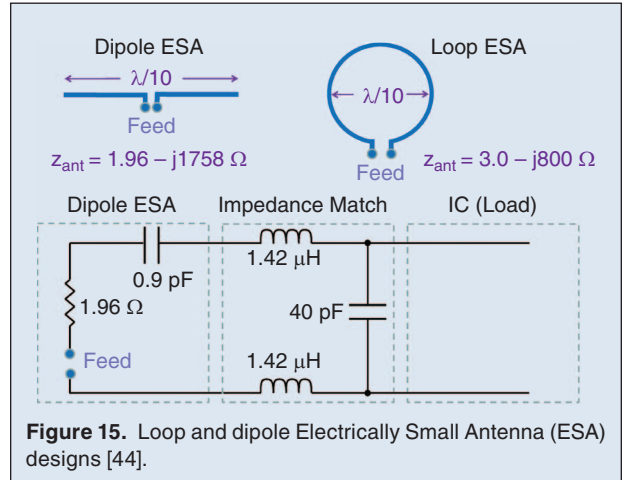 Dipole ESA
λ/10
Feed
z_ant = 1.96 – j1758 Ω
Loop ESA
λ/10
Feed
z_ant = 3.0 – j800 Ω
Dipole ESA
Impedance Match
IC (Load)
0.9 pF
1.96 Ω
Feed
1.42 μH
40 pF
1.42 μH
Figure 15. Loop and dipole Electrically Small Antenna (ESA)
designs [44].